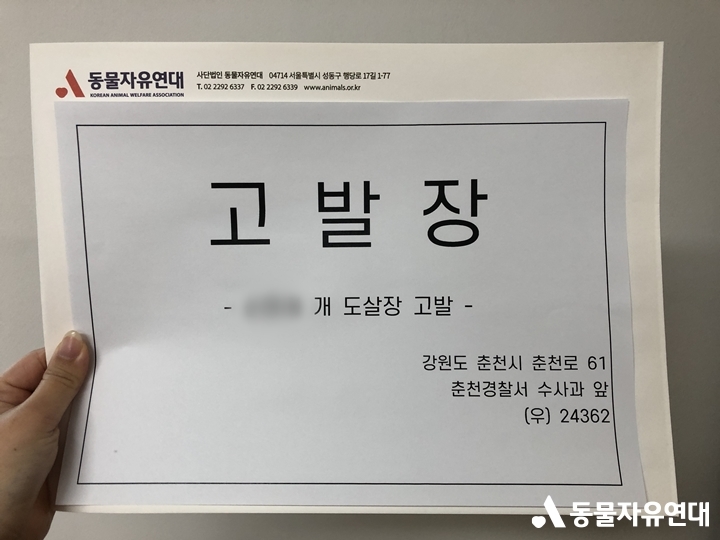 동물자유연대
KOREAN ANIMAL WELFARE ASSOCIATION
사단법인 동물자유연대 04714 서울특별시 성동구 행당로 17길 1-77
T. 02 2292 6337 F. 02 2292 6339 www.animals.or.kr
고 발 장
- 개 도살장 고발 -
강원도 춘천시 춘천로 61
춘천경찰서 수사과 앞
(우) 24362
동물자유연대